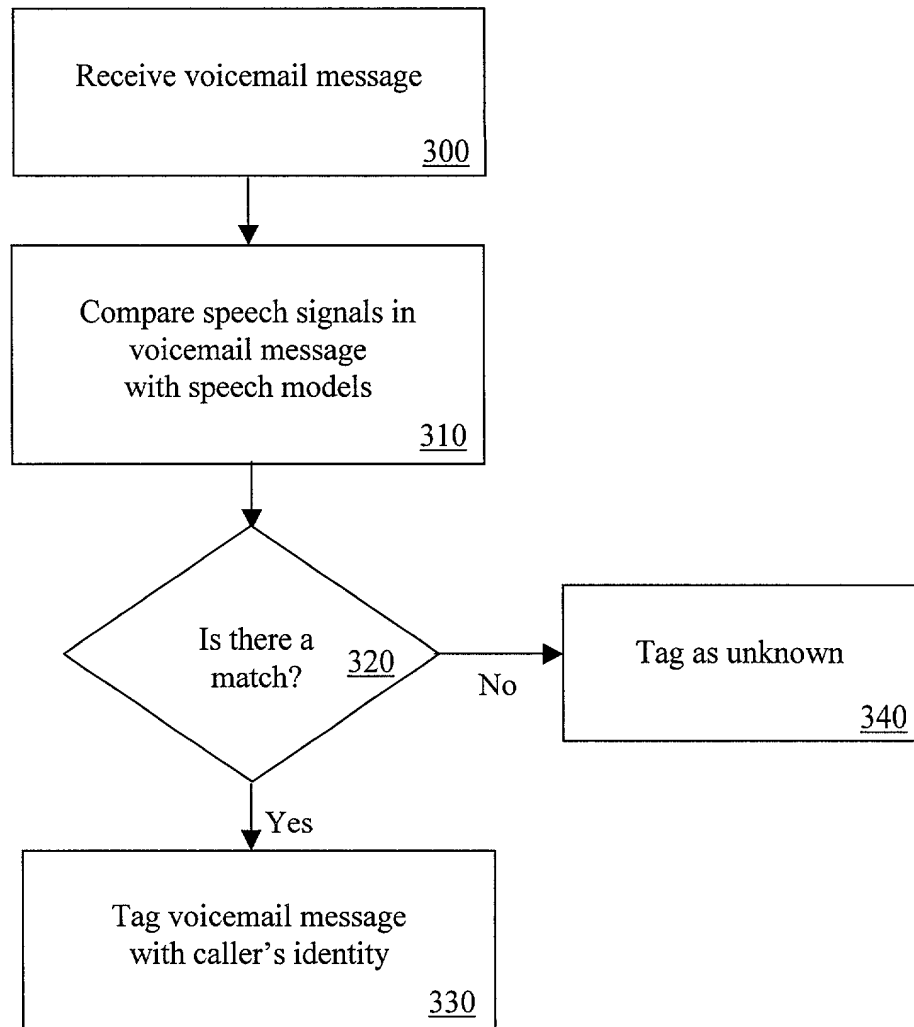 Receive voicemail message
300
Compare speech signals in
voicemail message
with speech models
310
Is there a
match?
320
No
Tag as unknown
340
Yes
Tag voicemail message
with caller's identity
330